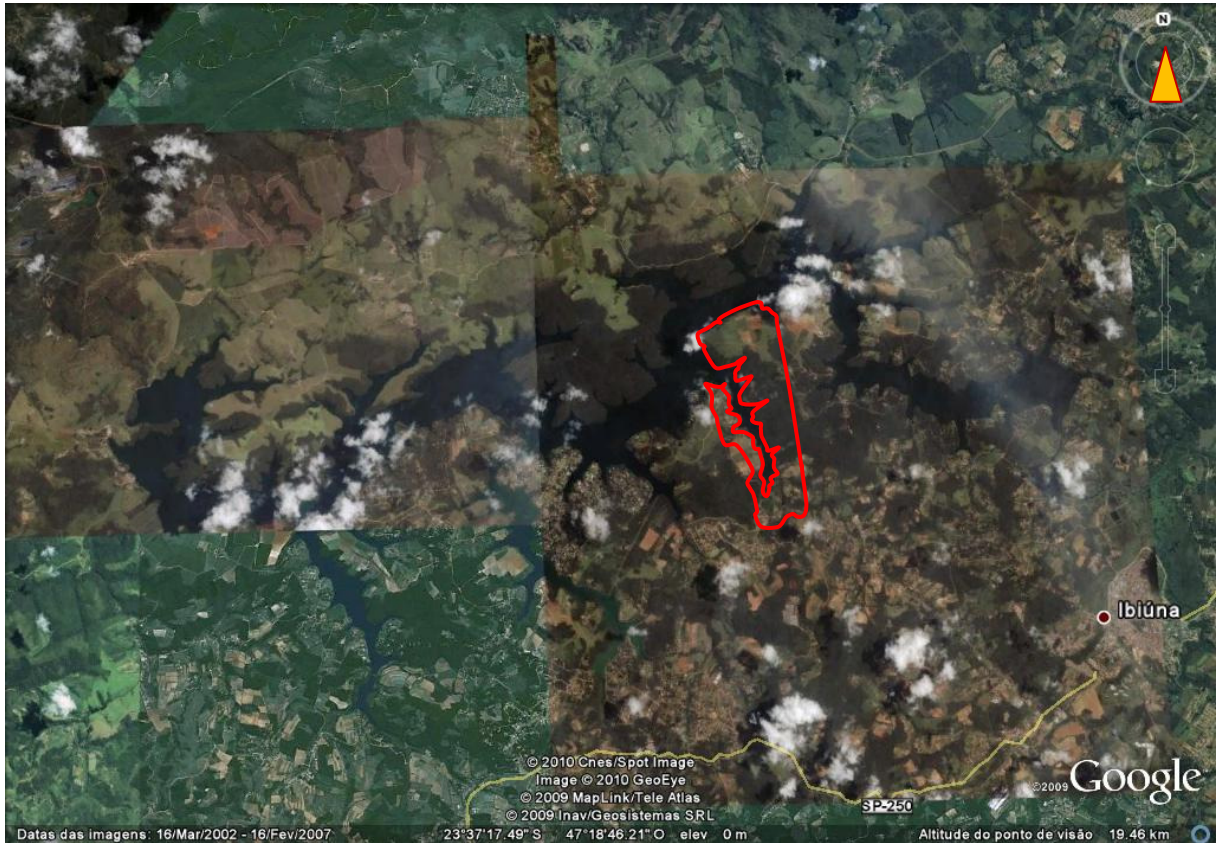 N
Ibiúna
© 2010 Cnes/Spot Image
Image © 2010 GeoEye
© 2009 MapLink/Tele Atlas
© 2009 Inav/Geosistemas SRL
©2009 Google
SP-250
Datas das imagens: 16/Mar/2002 - 16/Fev/2007 23°37'17.49" S 47°18'46.21" O elev 0 m Altitude do ponto de visão 19.46 km